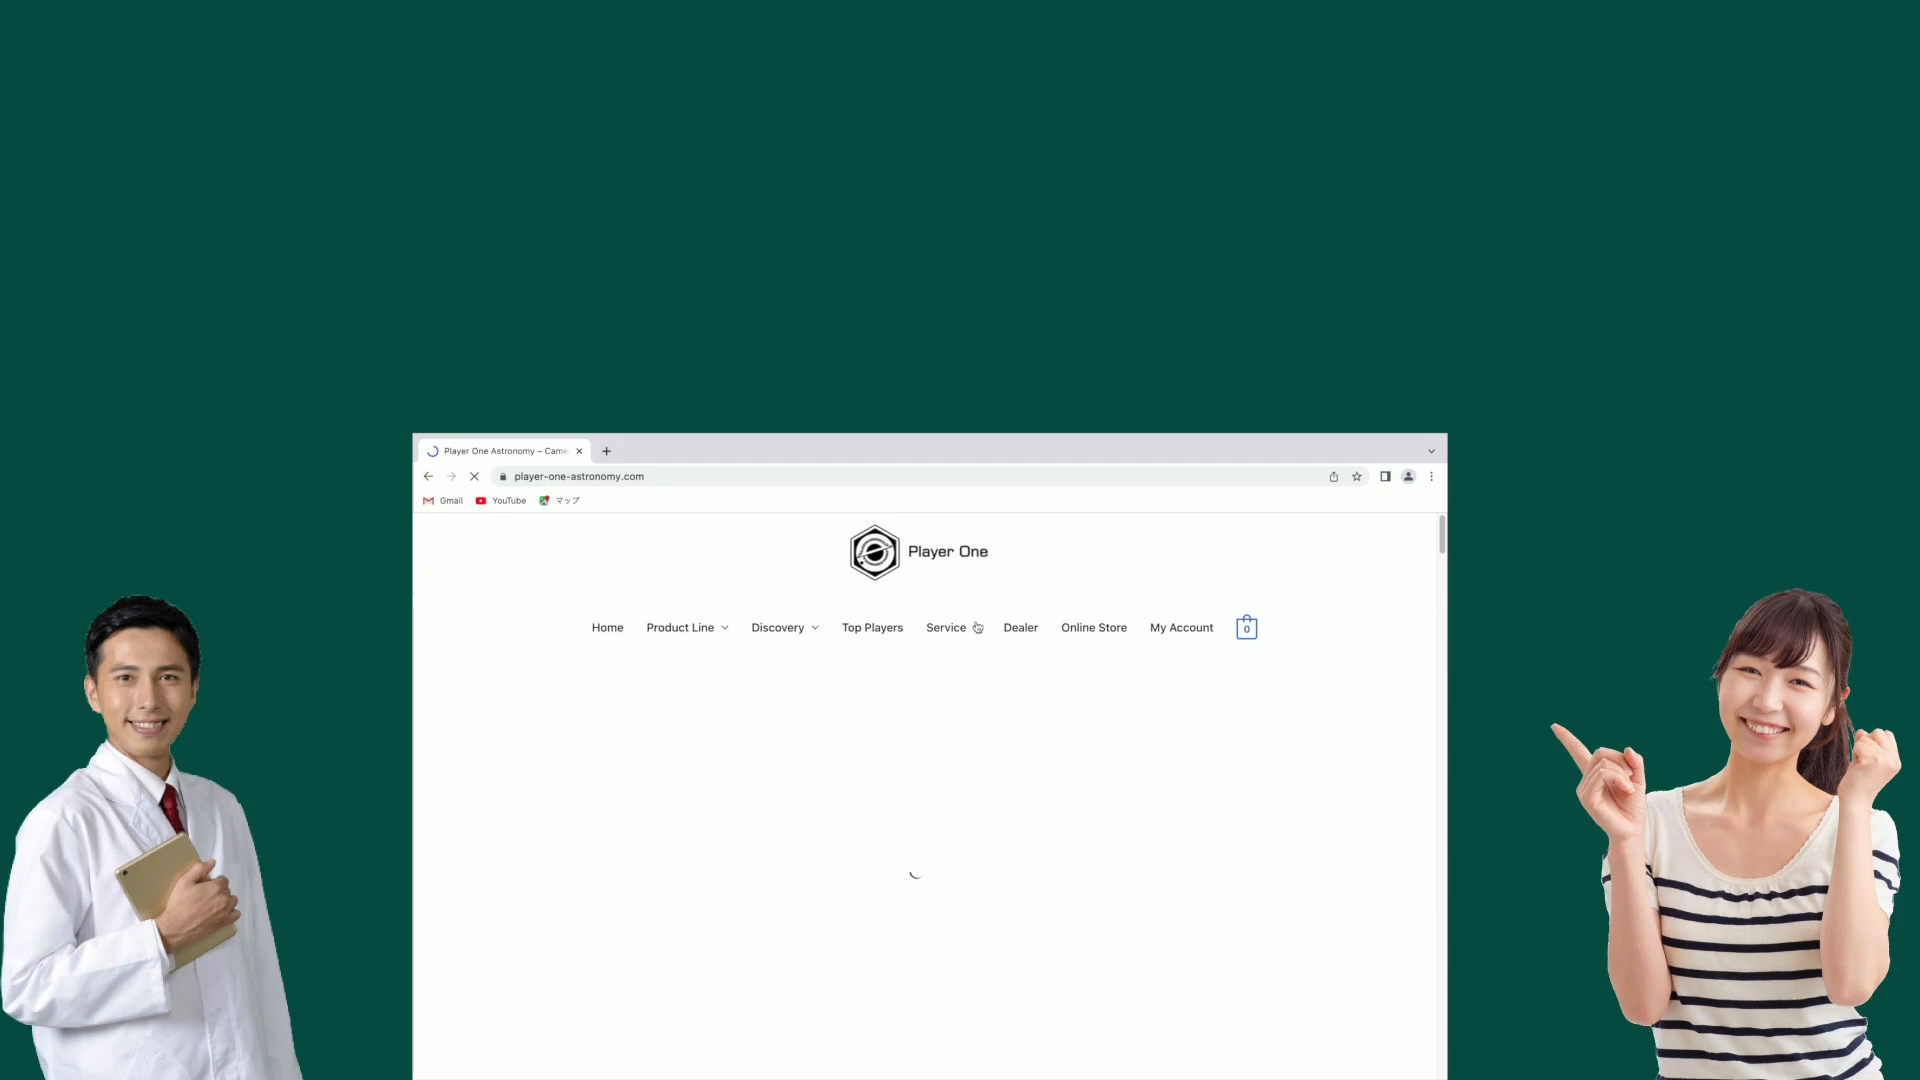 Player One Astronomy – Came
player-one-astronomy.com
Gmail YouTube マップ
Player One
Home Product Line Discovery Top Players Service Dealer Online Store My Account 0